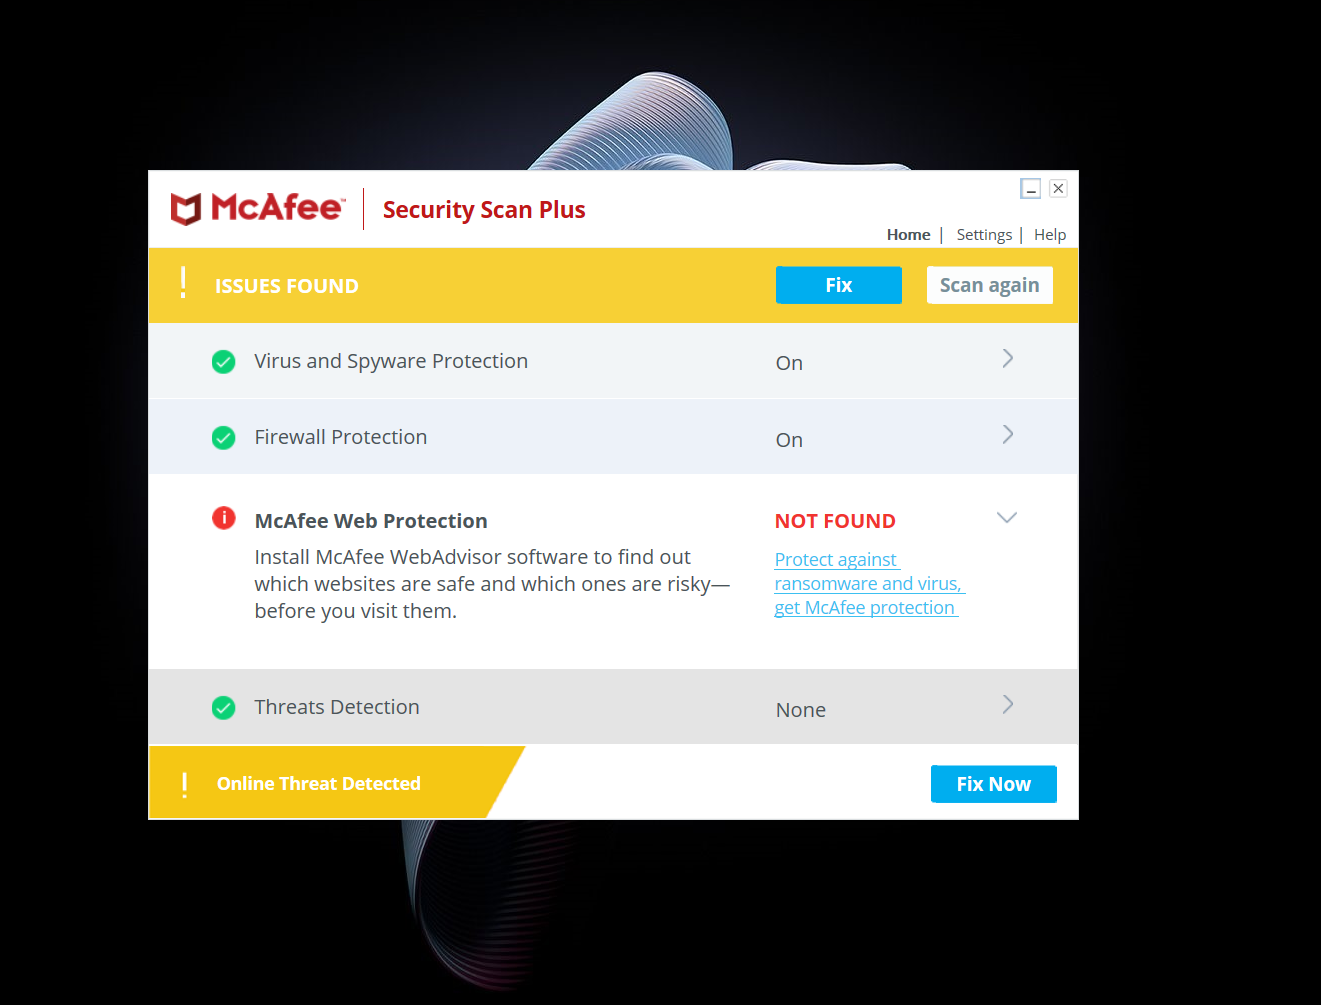 McAfee™ Security Scan Plus
Home | Settings | Help
! ISSUES FOUND Fix Scan again
Virus and Spyware Protection On
Firewall Protection On
McAfee Web Protection NOT FOUND
Install McAfee WebAdvisor software to find out
which websites are safe and which ones are risky—
before you visit them.
Protect against
ransomware and virus,
get McAfee protection
Threats Detection None
! Online Threat Detected Fix Now